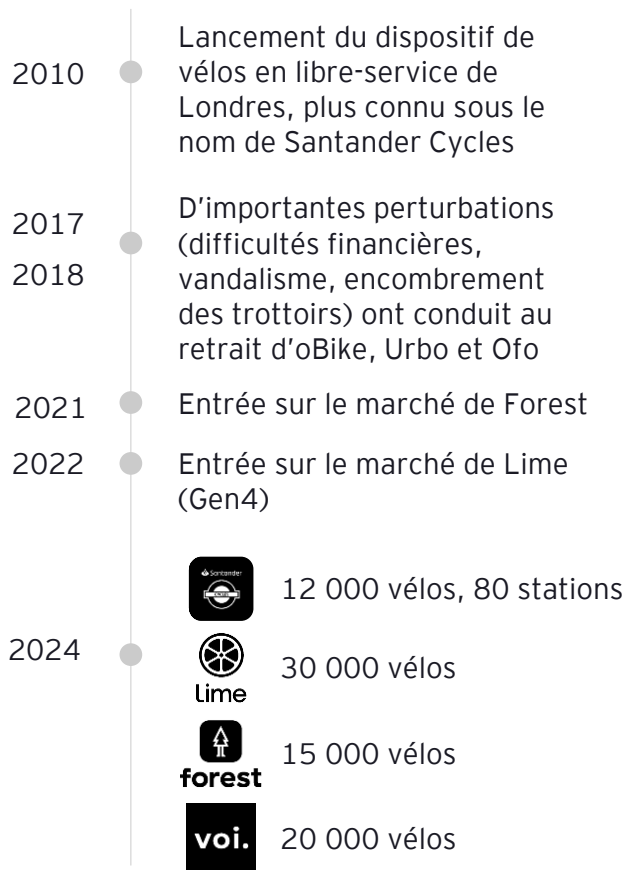 2010
Lancement du dispositif de
vélos en libre-service de
Londres, plus connu sous le
nom de Santander Cycles
2017
2018
D'importantes perturbations
(difficultés financières,
vandalisme, encombrement
des trottoirs) ont conduit au
retrait d'oBike, Urbo et Ofo
2021
Entrée sur le marché de Forest
2022
Entrée sur le marché de Lime
(Gen4)
2024
Santander
12 000 vélos, 80 stations
Lime
30 000 vélos
forest
15 000 vélos
voi.
20 000 vélos